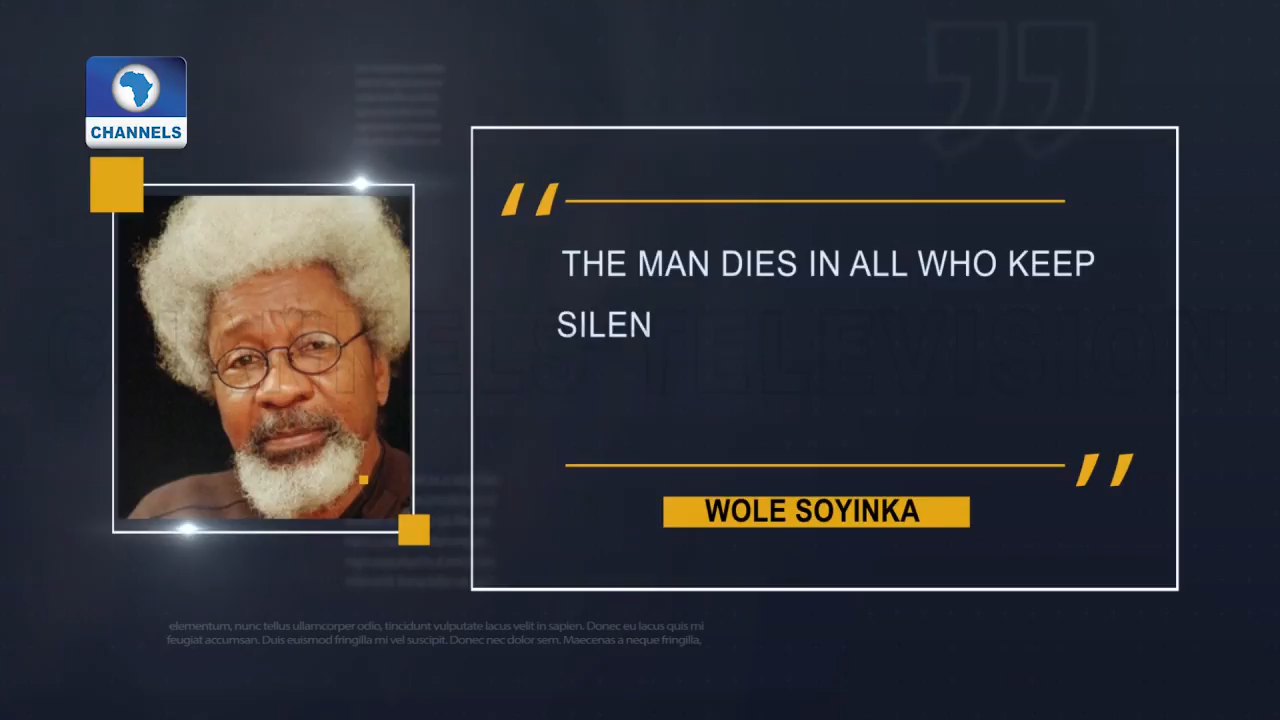 CHANNELS
“
THE MAN DIES IN ALL WHO KEEP
SILEN
”
WOLE SOYINKA
CHANNELS TELEVISION
elementum, nunc tellus ullamcorper odio, tincidunt vulputate lacus velit in sapien. Donec eu lacus quis mi
feugiat accumsan. Duis euismod fringilla mi vel suscipit. Donec nec dolor sem. Maecenas a neque fringilla,